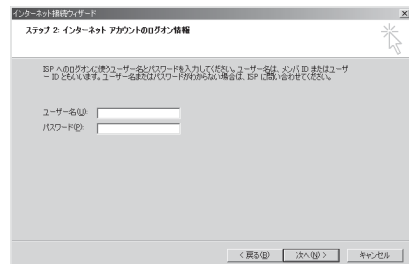 インターネット接続ウィザード
ステップ 2: インターネット アカウントのログオン情報
ISP へのログオンに使うユーザー名とパスワードを入力してください。ユーザー名は、メンバ ID またはユーザ
ー ID ともいいます。ユーザー名またはパスワードがわからない場合は、ISP に問い合わせてください。
ユーザー名(U):
パスワード(P):
< 戻る(B) 次へ(N) > キャンセル